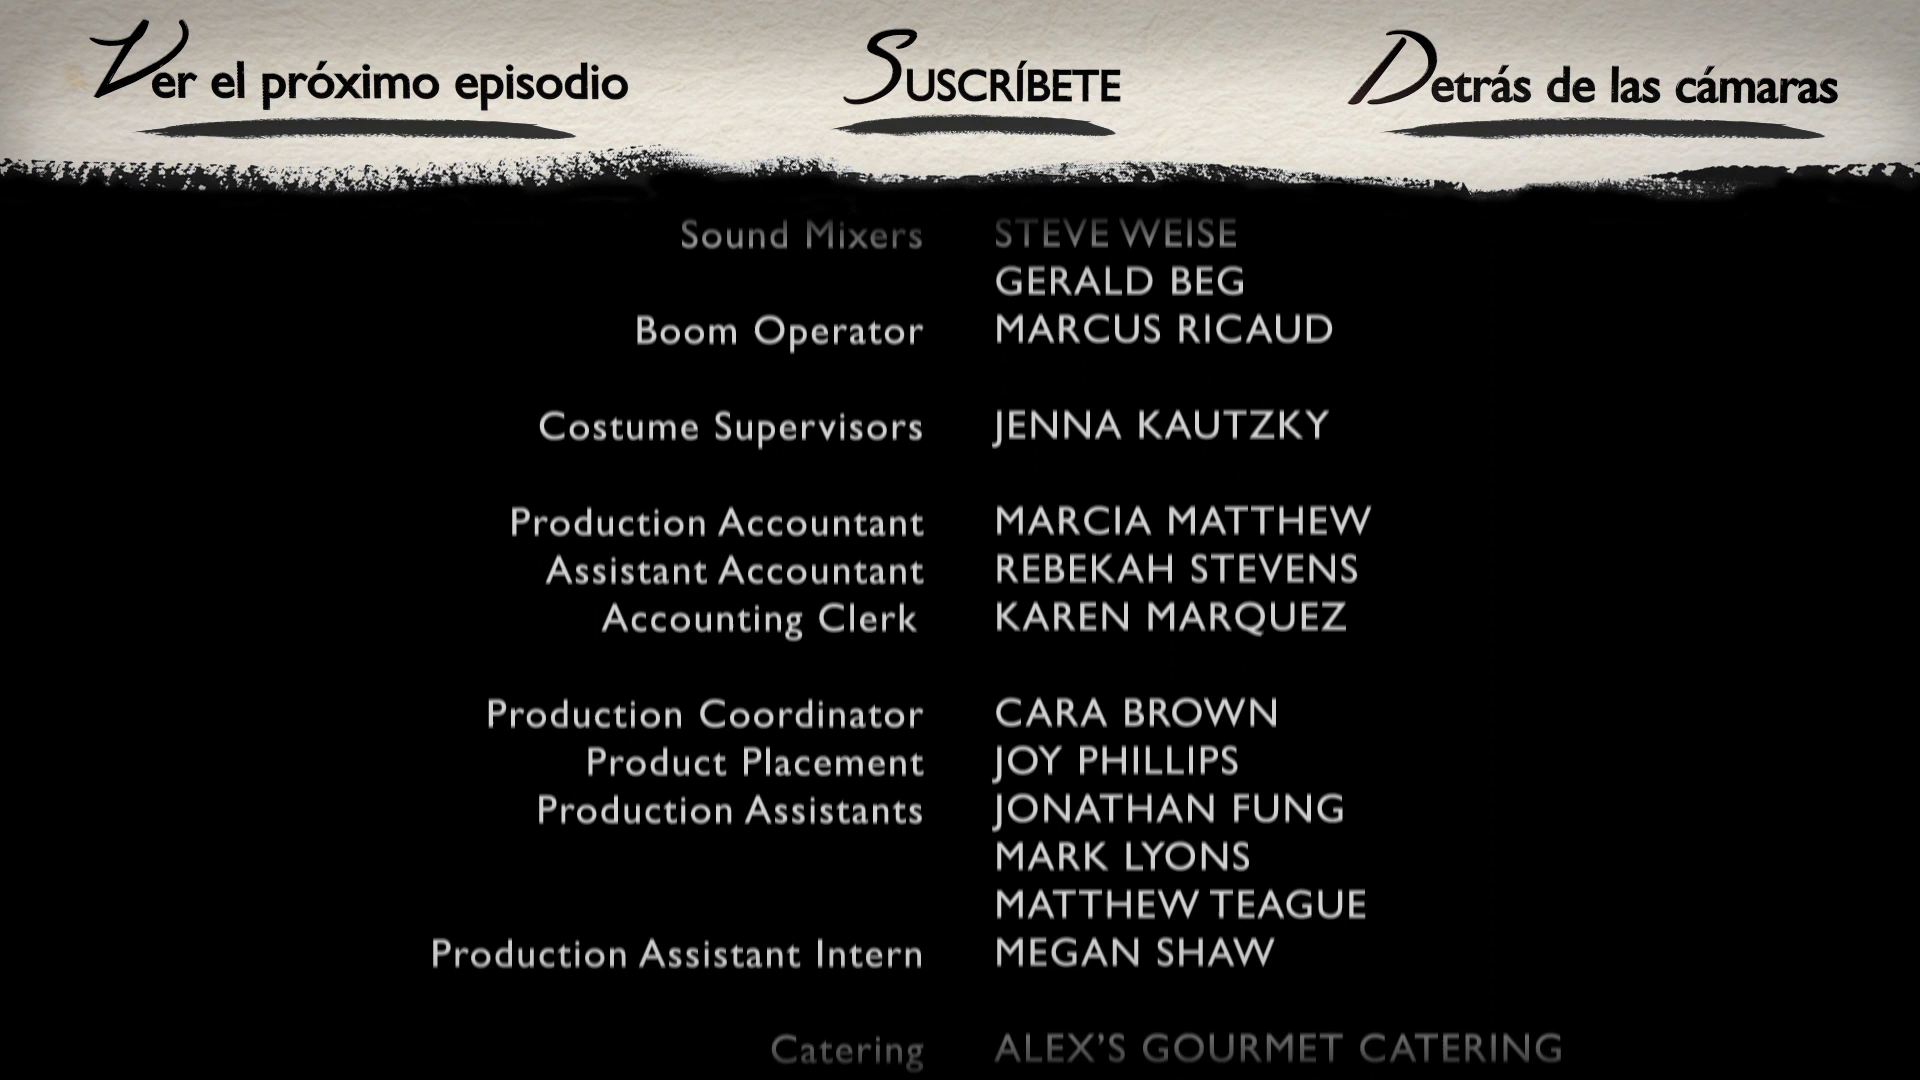 Ver el próximo episodio SUSCRÍBETE Detrás de las cámaras
Sound Mixers STEVE WEISE
GERALD BEG
Boom Operator MARCUS RICAUD
Costume Supervisors JENNA KAUTZKY
Production Accountant MARCIA MATTHEW
Assistant Accountant REBEKAH STEVENS
Accounting Clerk KAREN MARQUEZ
Production Coordinator CARA BROWN
Product Placement JOY PHILLIPS
Production Assistants JONATHAN FUNG
MARK LYONS
MATTHEW TEAGUE
Production Assistant Intern MEGAN SHAW
Catering ALEX’S GOURMET CATERING